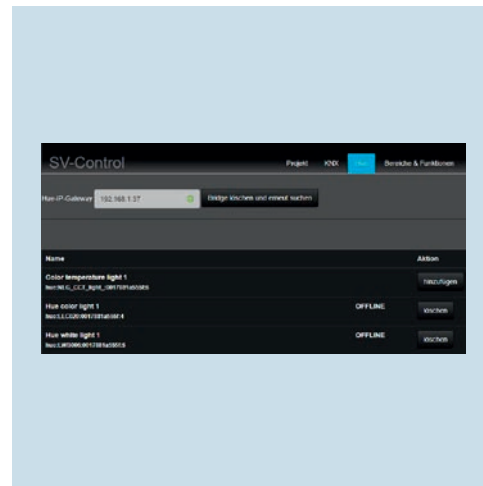 SV-Control
Projekt KNX Hue Bereiche & Funktionen
Hue-IP-Gateway: 192.168.1.37 Bridge löschen und erneut suchen
Name Aktion
Color temperature light 1
hinzufügen
Hue color light 1 OFFLINE
löschen
Hue white light 1 OFFLINE
löschen